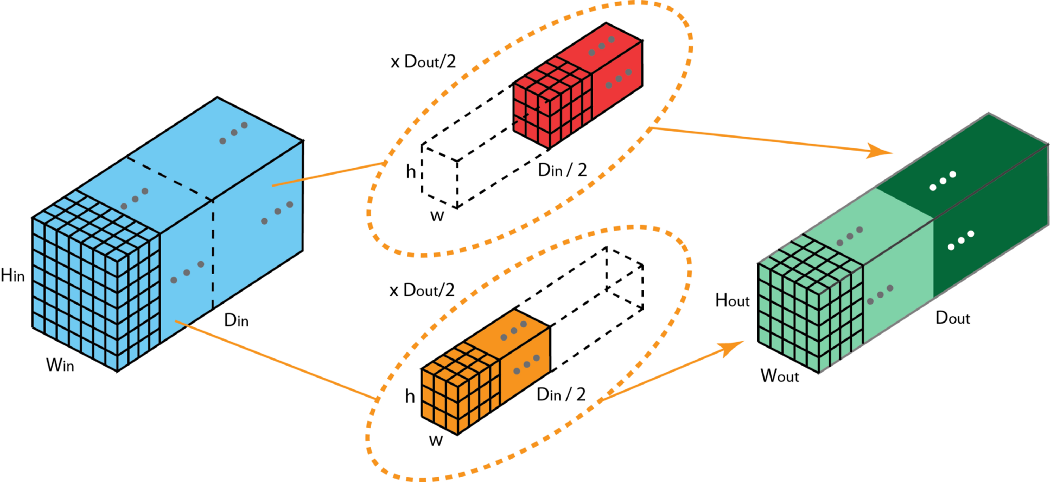 x Dout/2
h
w
Din / 2
Hin
Win
Din
x Dout/2
h
w
Din / 2
Hout
Wout
Dout